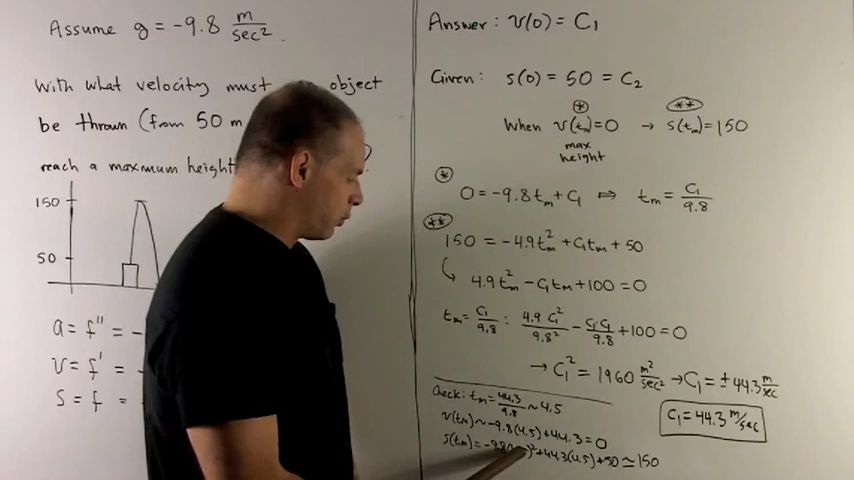 Assume g = -9.8 m/sec².
With what velocity must object
be thrown (from 50 m
reach a maximum height ?
150
50
a = f'' = -
v = f' = -
s = f =
Answer: v(0) = C₁
Given: s(0) = 50 = C₂
When v(tₘ)=0 → s(tₘ)=150
* **
max
height
* 0 = -9.8tₘ + C₁ ⇔ tₘ = C₁/9.8
**
150 = -4.9tₘ² + C₁tₘ + 50
4.9tₘ² - C₁tₘ + 100 = 0
tₘ = C₁/9.8 : 4.9 C₁²/9.8² - C₁C₁/9.8 + 100 = 0
→ C₁² = 1960 m²/sec² → C₁ = ± 44.3 m/sec
Check: tₘ = 44.3/9.8 ~ 4.5
C₁ = 44.3 m/sec
v(tₘ) ~ -9.8(4.5) + 44.3 = 0
s(tₘ) = )² + 44.3(4.5) + 50 ≃ 150